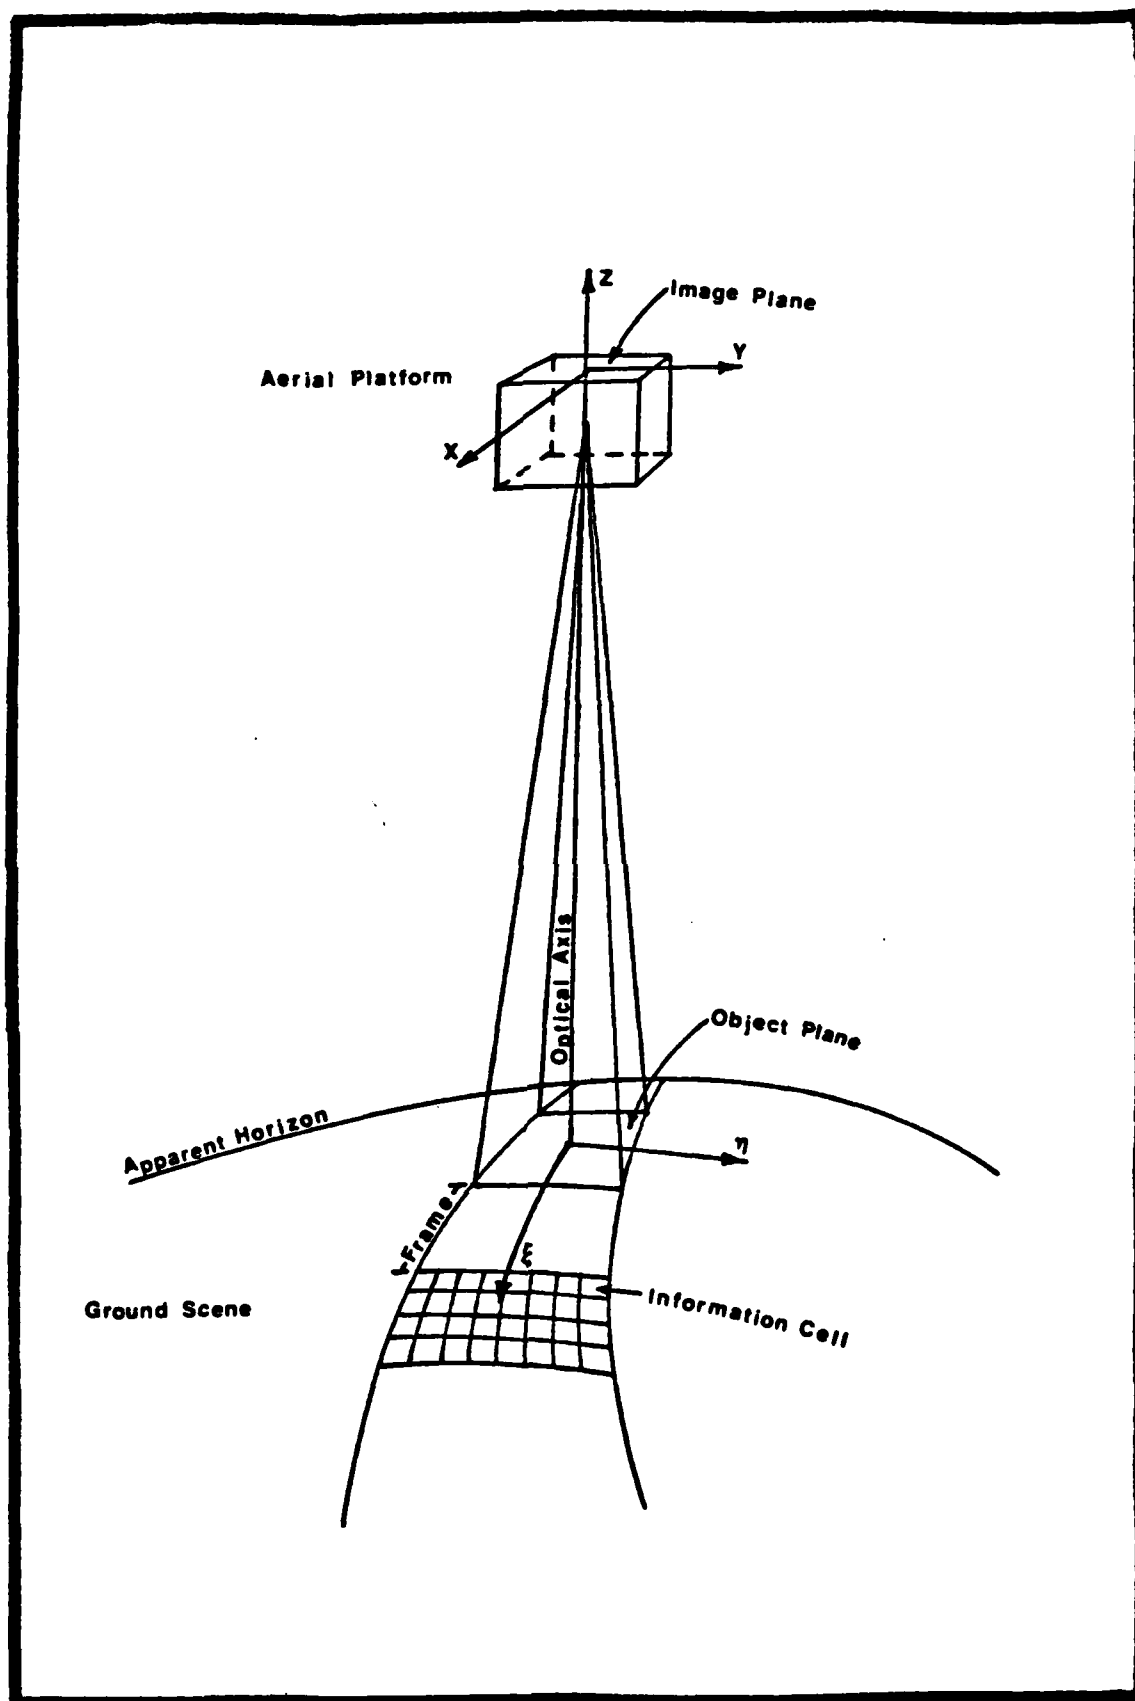 Z
Image Plane
Y
Aerial Platform
X
Optical Axis
Object Plane
Apparent Horizon
η
Frame
ξ
Information Cell
Ground Scene